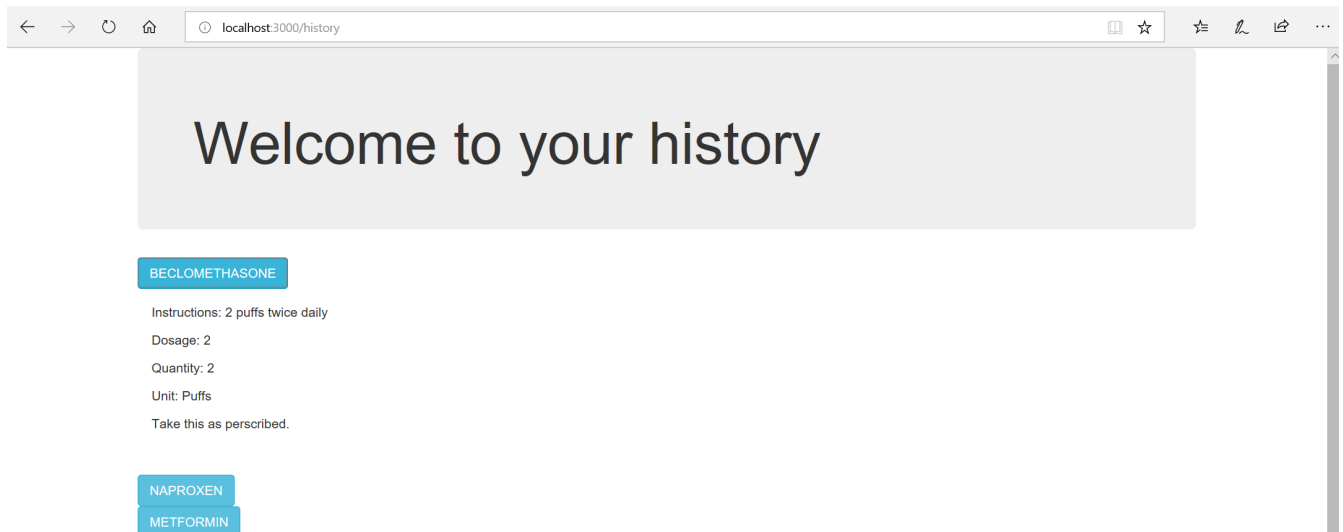 localhost:3000/history
Welcome to your history
BECLOMETHASONE
Instructions: 2 puffs twice daily
Dosage: 2
Quantity: 2
Unit: Puffs
Take this as perscribed.
NAPROXEN
METFORMIN